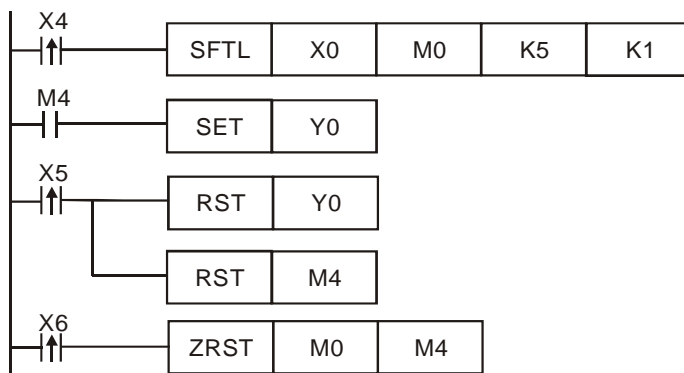 X4
SFTL X0 M0 K5 K1
M4
SET Y0
X5
RST Y0
RST M4
X6
ZRST M0 M4